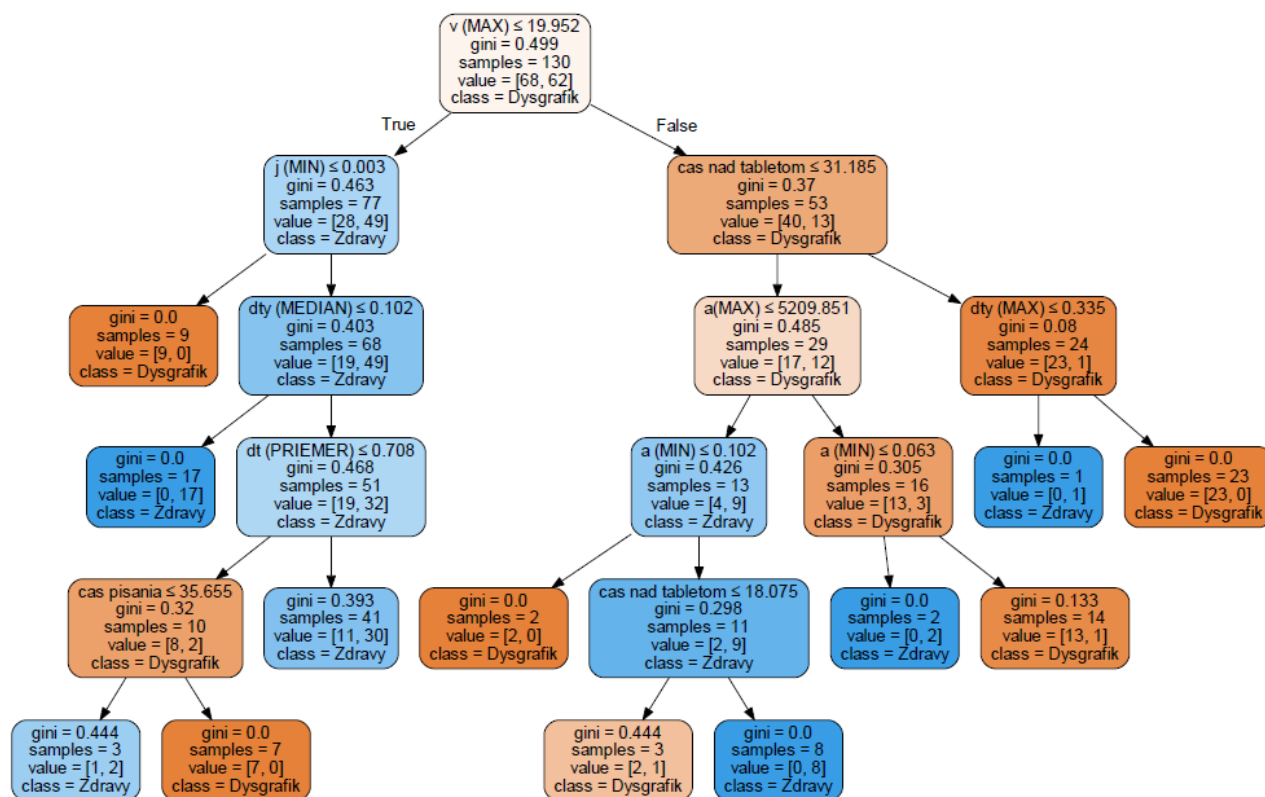 v (MAX) ≤ 19.952
gini = 0.499
samples = 130
value = [68, 62]
class = Dysgrafik
True
False
j (MIN) ≤ 0.003
gini = 0.463
samples = 77
value = [28, 49]
class = Zdravy
cas nad tabletom ≤ 31.185
gini = 0.37
samples = 53
value = [40, 13]
class = Dysgrafik
gini = 0.0
samples = 9
value = [9, 0]
class = Dysgrafik
dty (MEDIAN) ≤ 0.102
gini = 0.403
samples = 68
value = [19, 49]
class = Zdravy
a(MAX) ≤ 5209.851
gini = 0.485
samples = 29
value = [17, 12]
class = Dysgrafik
dty (MAX) ≤ 0.335
gini = 0.08
samples = 24
value = [23, 1]
class = Dysgrafik
gini = 0.0
samples = 17
value = [0, 17]
class = Zdravy
dt (PRIEMER) ≤ 0.708
gini = 0.468
samples = 51
value = [19, 32]
class = Zdravy
a (MIN) ≤ 0.102
gini = 0.426
samples = 13
value = [4, 9]
class = Zdravy
a (MIN) ≤ 0.063
gini = 0.305
samples = 16
value = [13, 3]
class = Dysgrafik
gini = 0.0
samples = 1
value = [0, 1]
class = Zdravy
gini = 0.0
samples = 23
value = [23, 0]
class = Dysgrafik
cas pisania ≤ 35.655
gini = 0.32
samples = 10
value = [8, 2]
class = Dysgrafik
gini = 0.393
samples = 41
value = [11, 30]
class = Zdravy
gini = 0.0
samples = 2
value = [2, 0]
class = Dysgrafik
cas nad tabletom ≤ 18.075
gini = 0.298
samples = 11
value = [2, 9]
class = Zdravy
gini = 0.0
samples = 2
value = [0, 2]
class = Zdravy
gini = 0.133
samples = 14
value = [13, 1]
class = Dysgrafik
gini = 0.444
samples = 3
value = [1, 2]
class = Zdravy
gini = 0.0
samples = 7
value = [7, 0]
class = Dysgrafik
gini = 0.444
samples = 3
value = [2, 1]
class = Dysgrafik
gini = 0.0
samples = 8
value = [0, 8]
class = Zdravy